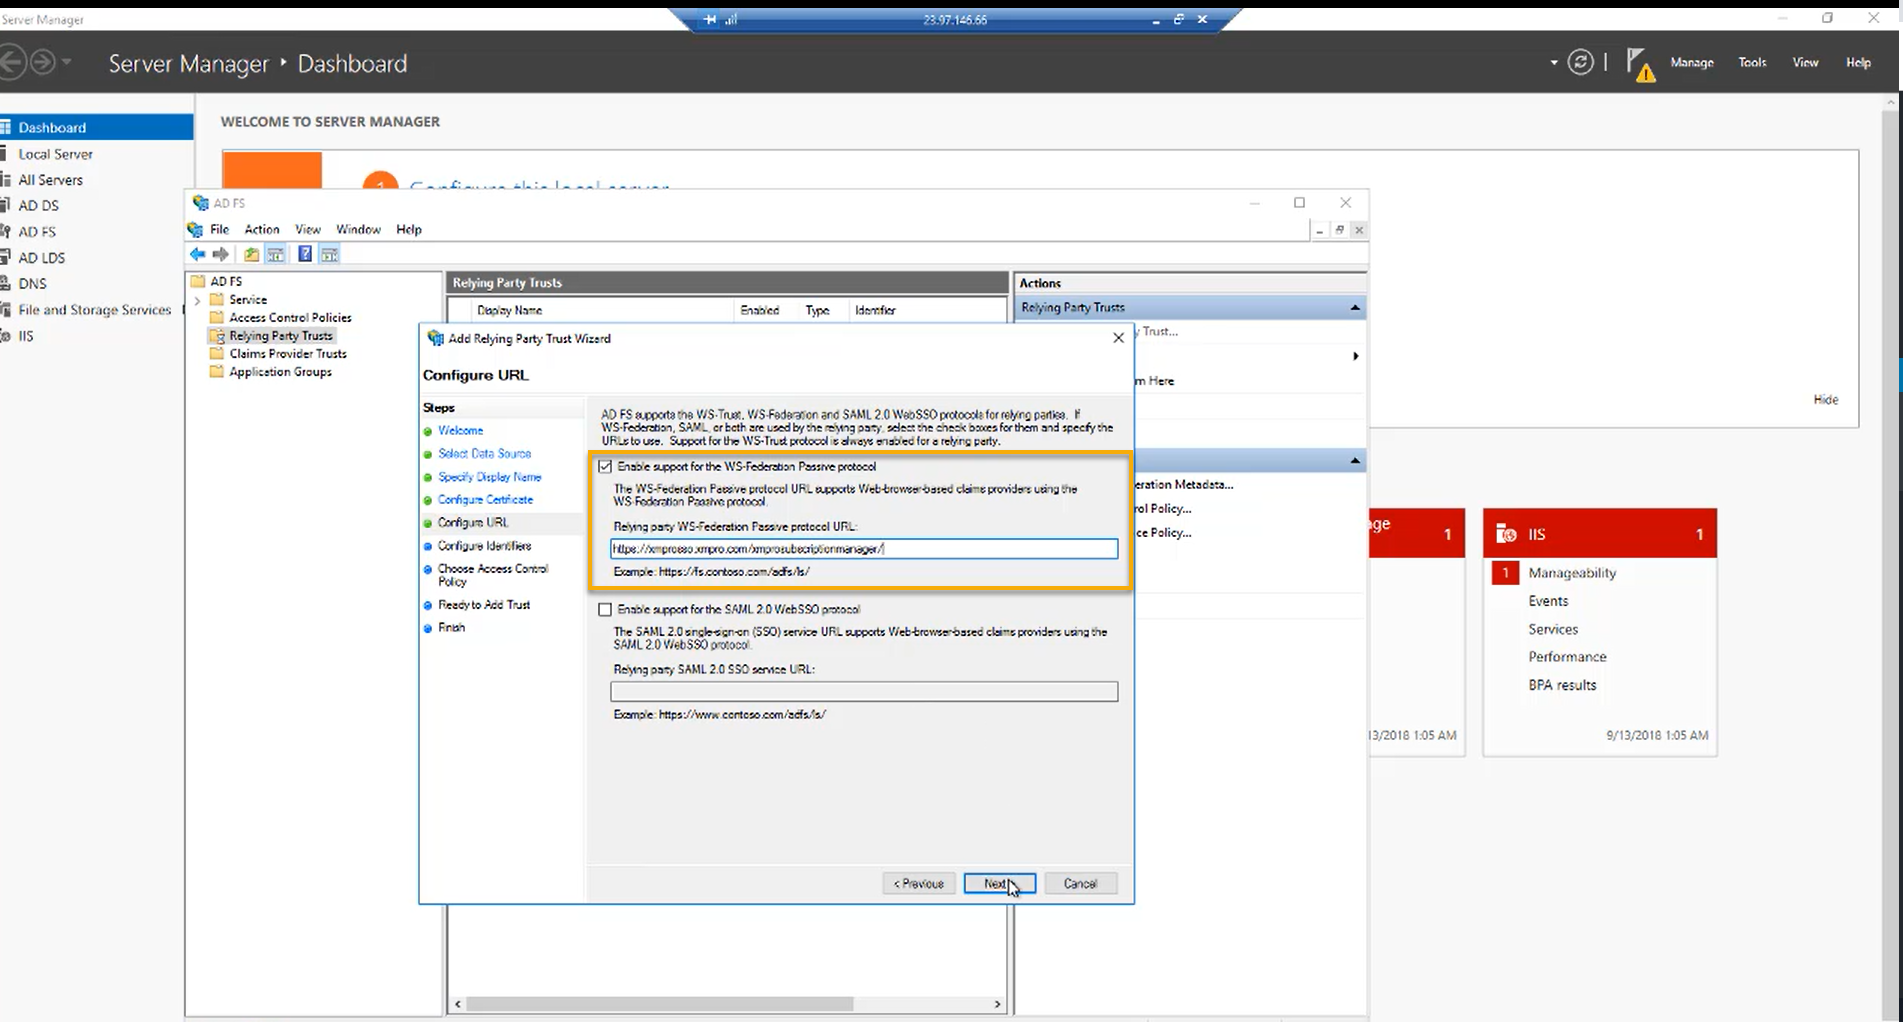 Server Manager
23.97.146.66
Server Manager • Dashboard
Manage Tools View Help
Dashboard
Local Server
All Servers
AD DS
AD FS
AD LDS
DNS
File and Storage Services
IIS
WELCOME TO SERVER MANAGER
1 Configure this local server
Hide
AD FS
File Action View Window Help
AD FS
Service
Access Control Policies
Relying Party Trusts
Claims Provider Trusts
Application Groups
Relying Party Trusts
Display Name Enabled Type Identifier
Actions
Relying Party Trusts
y Trust...
m Here
eration Metadata...
rol Policy...
ce Policy...
Add Relying Party Trust Wizard
Configure URL
Steps
Welcome
Select Data Source
Specify Display Name
Configure Certificate
Configure URL
Configure Identifiers
Choose Access Control
Policy
Ready to Add Trust
Finish
AD FS supports the WS-Trust, WS-Federation and SAML 2.0 WebSSO protocols for relying parties. If
WS-Federation, SAML, or both are used by the relying party, select the check boxes for them and specify the
URLs to use. Support for the WS-Trust protocol is always enabled for a relying party.
Enable support for the WS-Federation Passive protocol
The WS-Federation Passive protocol URL supports Web-browser-based claims providers using the
WS-Federation Passive protocol.
Relying party WS-Federation Passive protocol URL:
https://xmprosso.xmpro.com/xmprosubscriptionmanager/
Example: https://fs.contoso.com/adfs/ls/
Enable support for the SAML 2.0 WebSSO protocol
The SAML 2.0 single-sign-on (SSO) service URL supports Web-browser-based claims providers using the
SAML 2.0 WebSSO protocol.
Relying party SAML 2.0 SSO service URL:
Example: https://www.contoso.com/adfs/ls/
< Previous Next Cancel
age 1
13/2018 1:05 AM
IIS 1
1 Manageability
Events
Services
Performance
BPA results
9/13/2018 1:05 AM